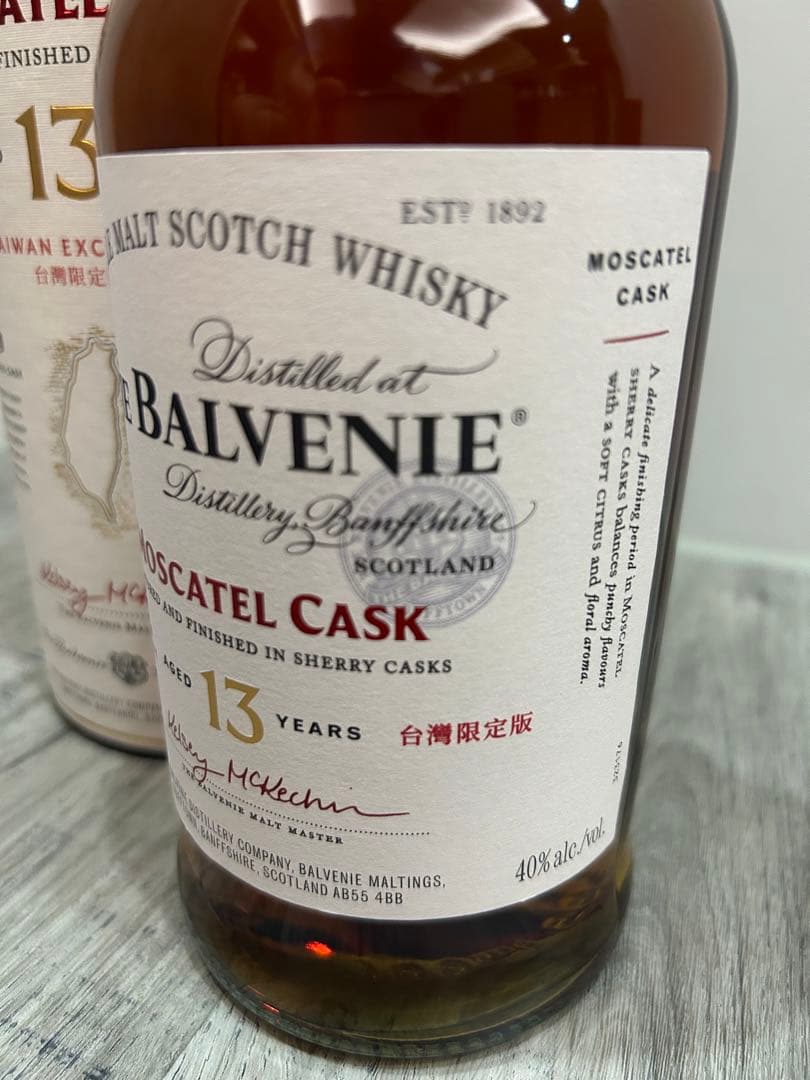 FINISHED
13
AIWAN EXC
台灣限定
ESTD 1892
MALT SCOTCH WHISKY
Distilled at
BALVENIE®
Distillery, Banffshire
SCOTLAND
MOSCATEL CASK
AND FINISHED IN SHERRY CASKS
AGED 13 YEARS
台灣限定版
Kelsey McKechnie
THE BALVENIE MALT MASTER
DISTILLERY COMPANY, BALVENIE MALTINGS,
BANFFSHIRE, SCOTLAND AB55 4BB
40% alc./vol.
MOSCATEL
CASK
A delicate finishing period in MOSCATEL
SHERRY CASKS balances punchy flavours
with a SOFT CITRUS and floral aroma.